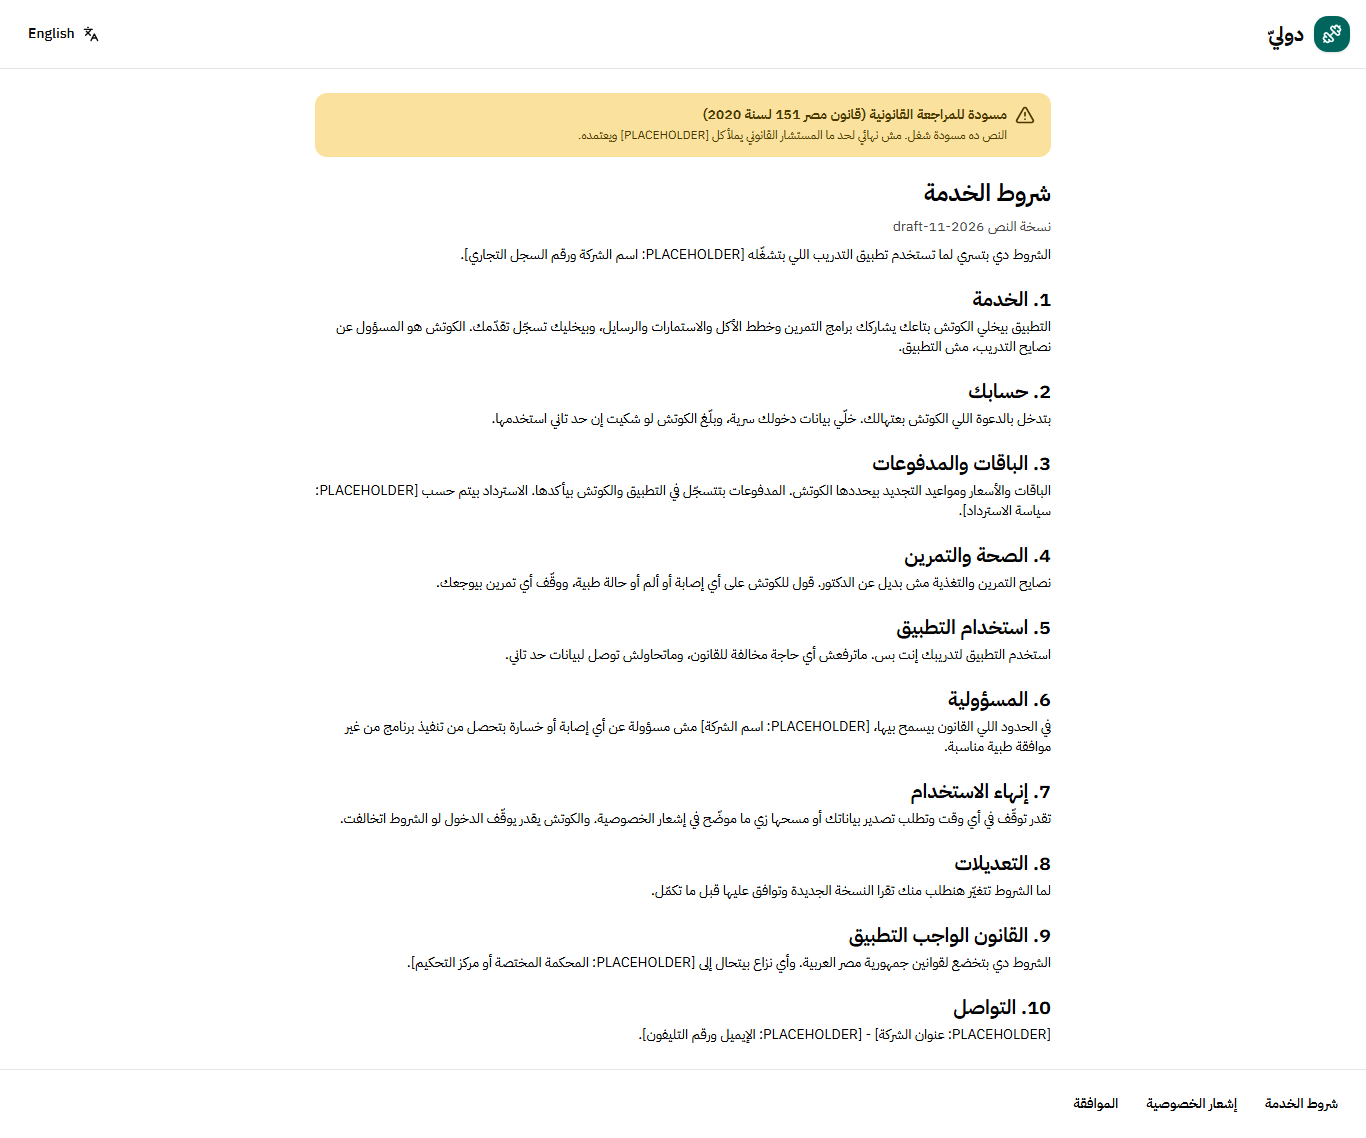 دوليّ
English
مسودة للمراجعة القانونية (قانون مصر 151 لسنة 2020)
النص ده مسودة شغل. مش نهائي لحد ما المستشار القانوني يملأ كل [PLACEHOLDER] ويعتمده.
شروط الخدمة
نسخة النص draft-11-2026
الشروط دي بتسري لما تستخدم تطبيق التدريب اللي بتشغّله [PLACEHOLDER: اسم الشركة ورقم السجل التجاري].
1. الخدمة
التطبيق بيخلي الكوتش بتاعك يشاركك برامج التمرين وخطط الأكل والاستمارات والرسايل، وبيخليك تسجّل تقدّمك. الكوتش هو المسؤول عن
نصايح التدريب، مش التطبيق.
2. حسابك
بتدخل بالدعوة اللي الكوتش بعتهالك. خلّي بيانات دخولك سرية، وبلّغ الكوتش لو شكيت إن حد تاني استخدمها.
3. الباقات والمدفوعات
الباقات والأسعار ومواعيد التجديد بيحددها الكوتش. المدفوعات بتتسجّل في التطبيق والكوتش بيأكدها. الاسترداد بيتم حسب [PLACEHOLDER:
سياسة الاسترداد].
4. الصحة والتمرين
نصايح التمرين والتغذية مش بديل عن الدكتور. قول للكوتش على أي إصابة أو ألم أو حالة طبية، ووقّف أي تمرين بيوجعك.
5. استخدام التطبيق
استخدم التطبيق لتدريبك إنت بس. ماترفعش أي حاجة مخالفة للقانون، وماتحاولش توصل لبيانات حد تاني.
6. المسؤولية
في الحدود اللي القانون بيسمح بيها، [PLACEHOLDER: اسم الشركة] مش مسؤولة عن أي إصابة أو خسارة بتحصل من تنفيذ برنامج من غير
موافقة طبية مناسبة.
7. إنهاء الاستخدام
تقدر توقّف في أي وقت وتطلب تصدير بياناتك أو مسحها زي ما موضّح في إشعار الخصوصية. والكوتش يقدر يوقّف الدخول لو الشروط اتخالفت.
8. التعديلات
لما الشروط تتغيّر هنطلب منك تقرا النسخة الجديدة وتوافق عليها قبل ما تكمّل.
9. القانون الواجب التطبيق
الشروط دي بتخضع لقوانين جمهورية مصر العربية. وأي نزاع بيتحال إلى [PLACEHOLDER: المحكمة المختصة أو مركز التحكيم].
10. التواصل
[PLACEHOLDER: عنوان الشركة] - [PLACEHOLDER: الإيميل ورقم التليفون].
شروط الخدمة
إشعار الخصوصية
الموافقة